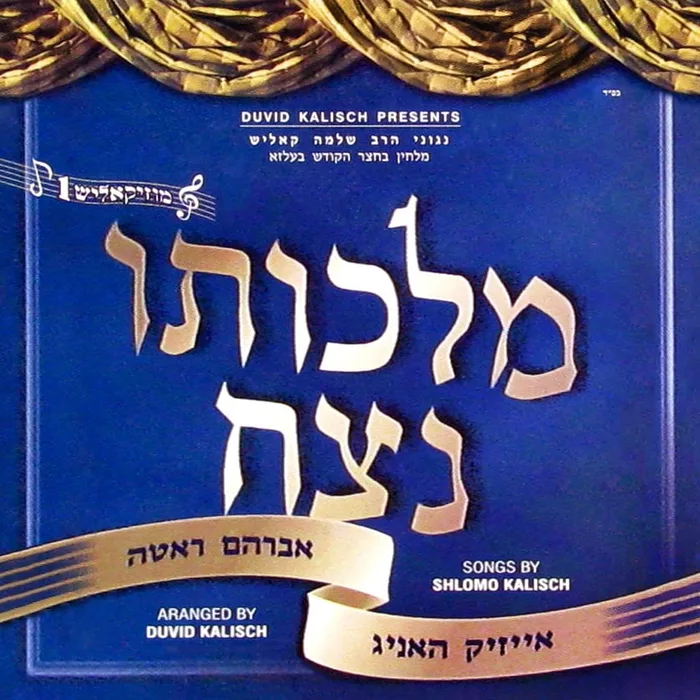 בס״ד
DUVID KALISCH PRESENTS
נגוני הרב שלמה קאליש
מלחין בחצר הקודש בעלזא
מוזיקאליש 1
מלכותו
נצח
אברהם ראטה
SONGS BY
SHLOMO KALISCH
ARANGED BY
DUVID KALISCH
אייזיק האניג